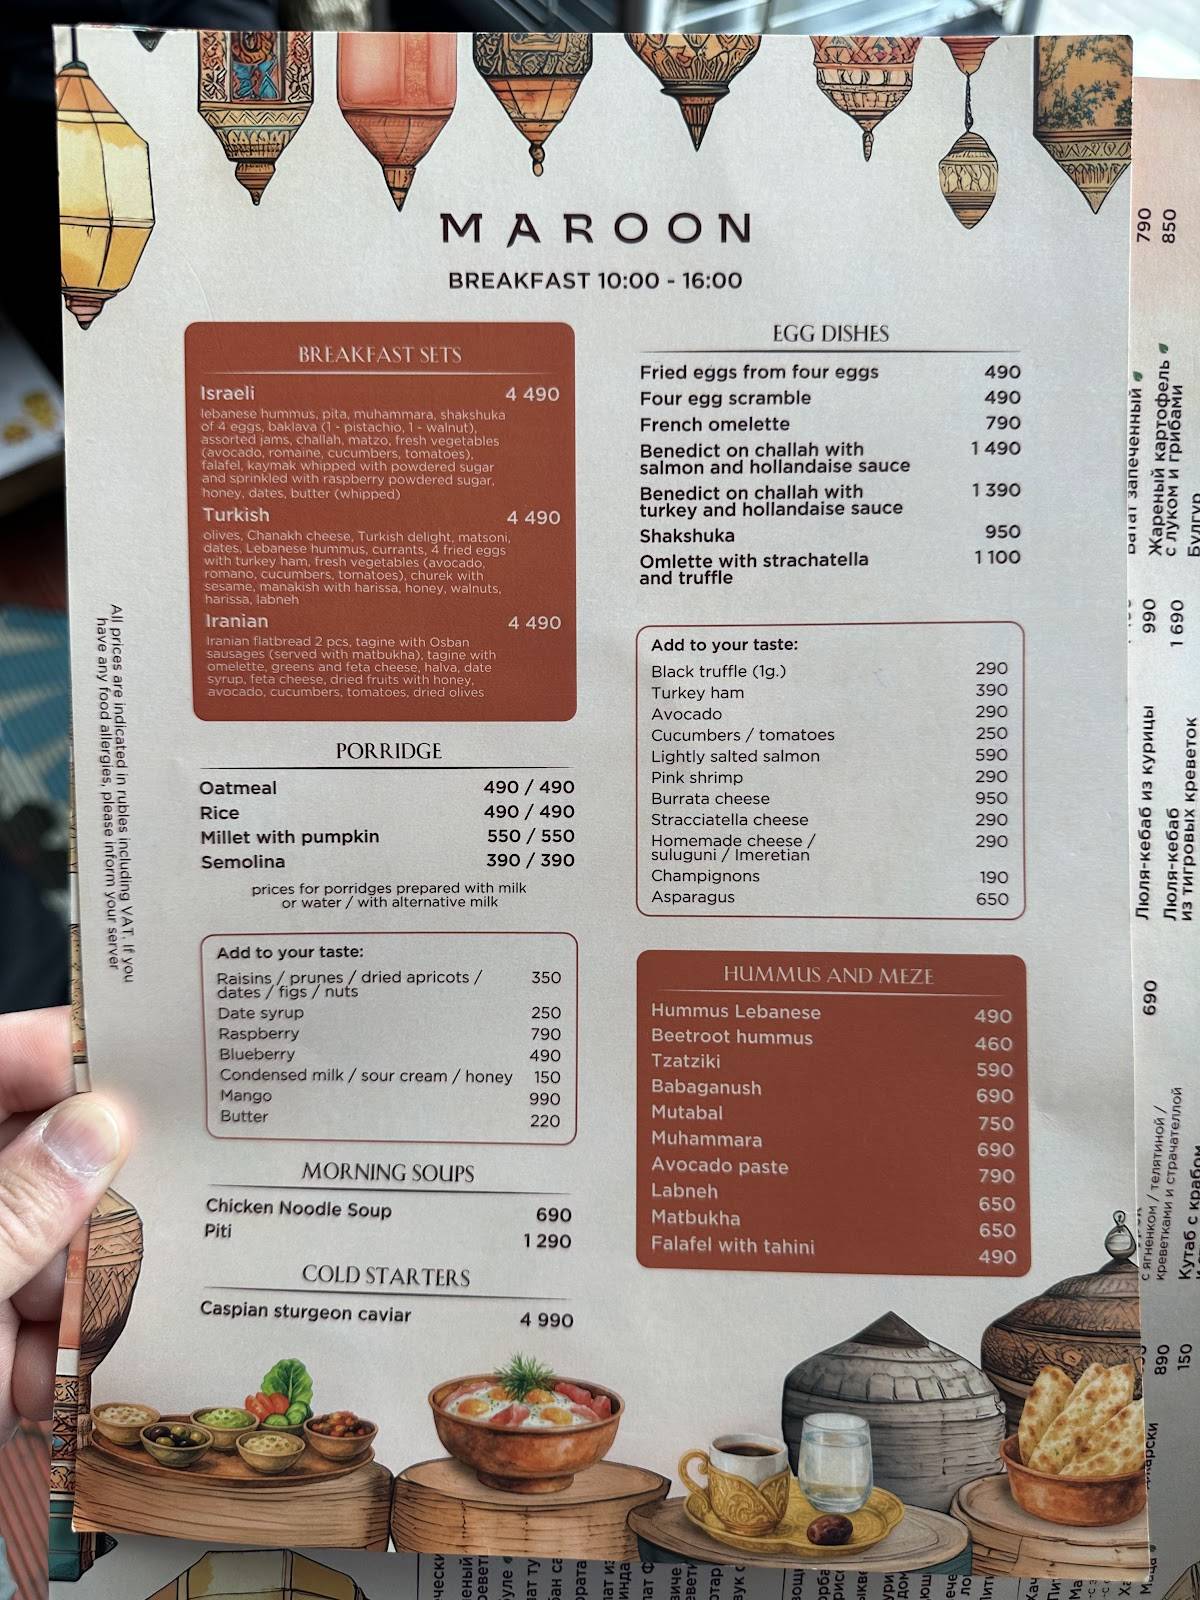 MAROON
BREAKFAST 10:00 - 16:00
BREAKFAST SETS
Israeli 4 490
lebanese hummus, pita, muhammara, shakshuka
of 4 eggs, baklava (1 - pistachio, 1 - walnut),
assorted jams, challah, matzo, fresh vegetables
(avocado, romaine, cucumbers, tomatoes),
falafel, kaymak whipped with powdered sugar
and sprinkled with raspberry powdered sugar,
honey, dates, butter (whipped)
Turkish 4 490
olives, Chanakh cheese, Turkish delight, matsoni,
dates, Lebanese hummus, currants, 4 fried eggs
with turkey ham, fresh vegetables (avocado,
romano, cucumbers, tomatoes), churek with
sesame, manakish with harissa, honey, walnuts,
harissa, labneh
Iranian 4 490
Iranian flatbread 2 pcs, tagine with Osban
sausages (served with matbukha), tagine with
omelette, greens and feta cheese, halva, date
syrup, feta cheese, dried fruits with honey,
avocado, cucumbers, tomatoes, dried olives
PORRIDGE
Oatmeal 490 / 490
Rice 490 / 490
Millet with pumpkin 550 / 550
Semolina 390 / 390
prices for porridges prepared with milk
or water / with alternative milk
Add to your taste:
Raisins / prunes / dried apricots / 350
dates / figs / nuts
Date syrup 250
Raspberry 790
Blueberry 490
Condensed milk / sour cream / honey 150
Mango 990
Butter 220
MORNING SOUPS
Chicken Noodle Soup 690
Piti 1 290
COLD STARTERS
Caspian sturgeon caviar 4 990
EGG DISHES
Fried eggs from four eggs 490
Four egg scramble 490
French omelette 790
Benedict on challah with 1 490
salmon and hollandaise sauce
Benedict on challah with 1 390
turkey and hollandaise sauce
Shakshuka 950
Omlette with strachatella 1 100
and truffle
Add to your taste:
Black truffle (1g.) 290
Turkey ham 390
Avocado 290
Cucumbers / tomatoes 250
Lightly salted salmon 590
Pink shrimp 290
Burrata cheese 950
Stracciatella cheese 290
Homemade cheese / 290
suluguni / Imeretian
Champignons 190
Asparagus 650
HUMMUS AND MEZE
Hummus Lebanese 490
Beetroot hummus 460
Tzatziki 590
Babaganush 690
Mutabal 750
Muhammara 690
Avocado paste 790
Labneh 650
Matbukha 650
Falafel with tahini 490
All prices are indicated in rubles including VAT. If you
have any food allergies, please inform your server
790
850
запеченный
Жареный картофель
с луком и грибами
Булгур
990
1 690
Люля-кебаб из курицы
Люля-кебаб
из тигровых креветок
690
с ягненком / телятиной /
креветками и страчателлой
Кутаб с крабом
890
150